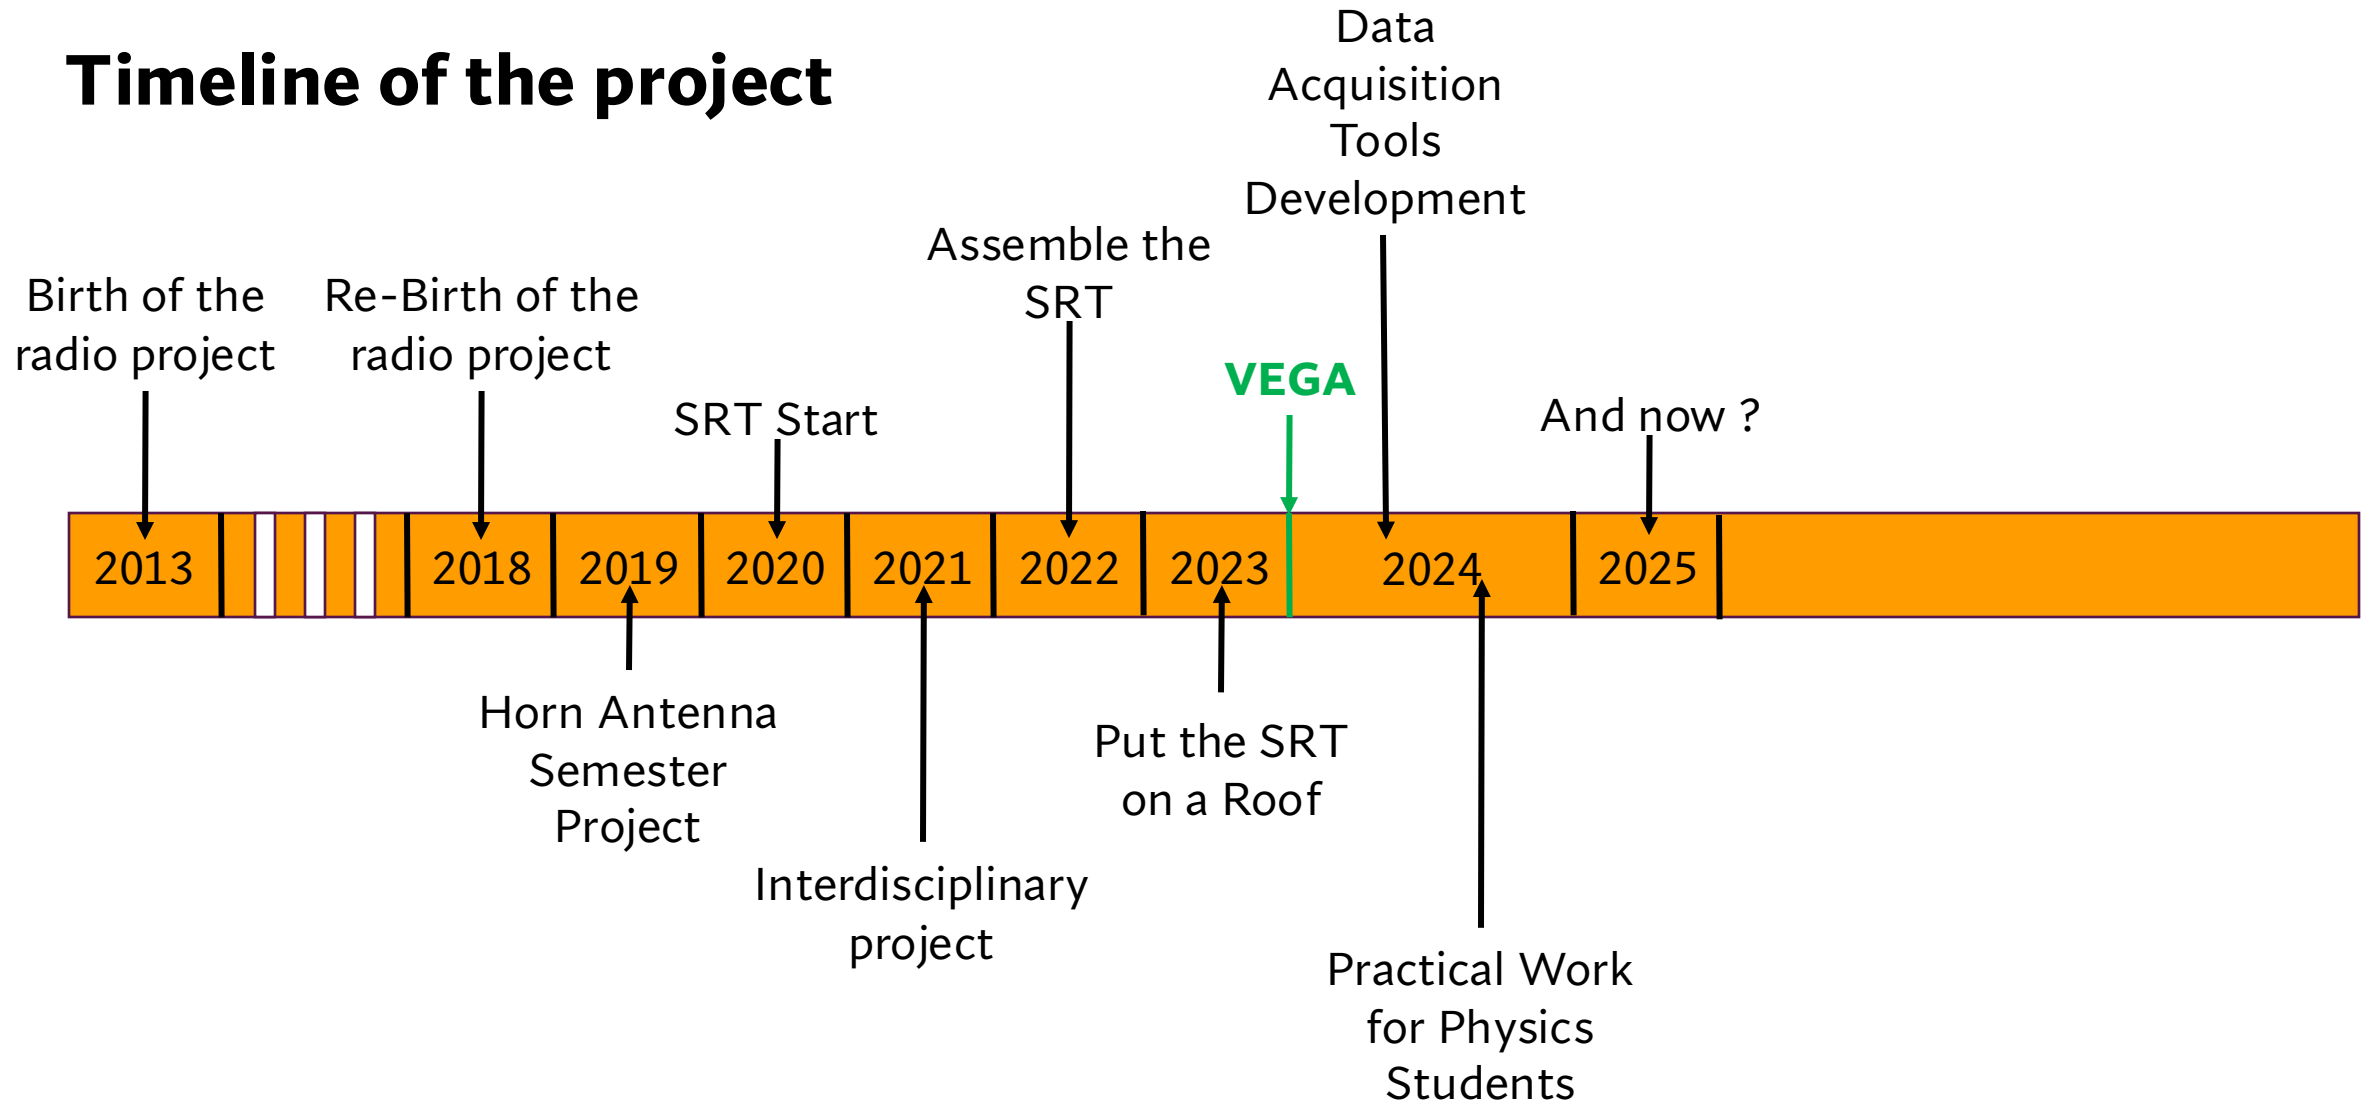 Timeline of the project
Data
Acquisition
Tools
Development
Assemble the
SRT
Birth of the
radio project
Re-Birth of the
radio project
VEGA
SRT Start
And now ?
2013
2018
2019
2020
2021
2022
2023
2024
2025
Horn Antenna
Semester
Project
Put the SRT
on a Roof
Interdisciplinary
project
Practical Work
for Physics
Students